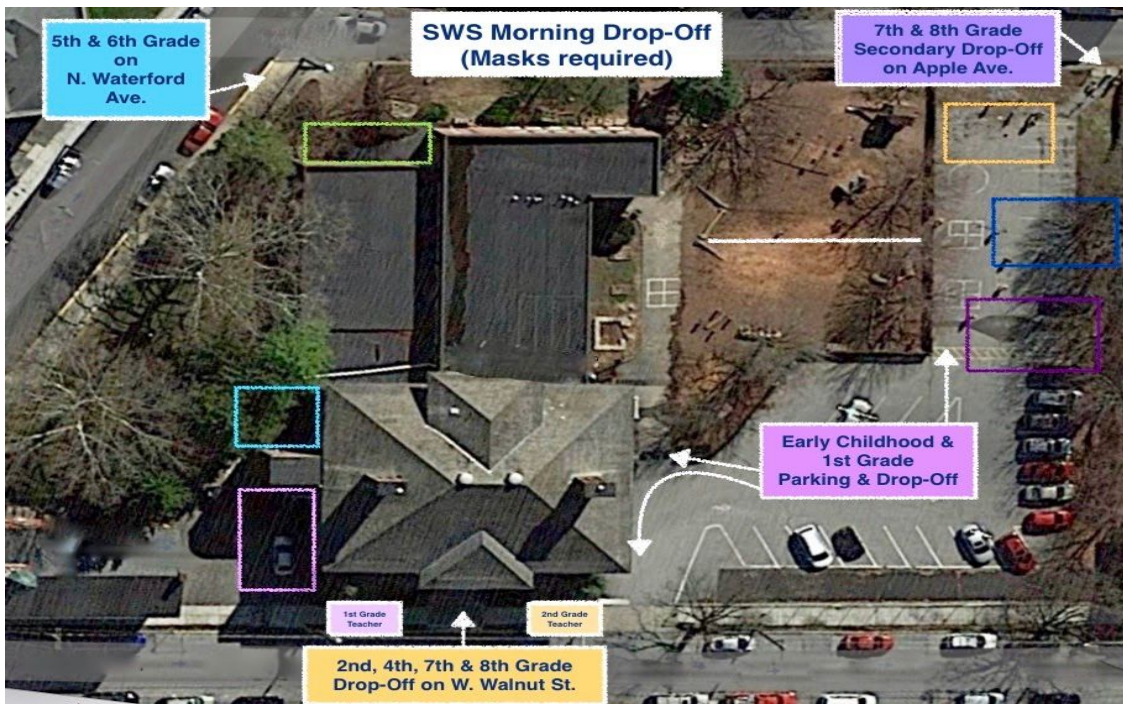 5th & 6th Grade
on
N. Waterford
Ave.
SWS Morning Drop-Off
(Masks required)
7th & 8th Grade
Secondary Drop-Off
on Apple Ave.
Early Childhood &
1st Grade
Parking & Drop-Off
1st Grade
Teacher
2nd Grade
Teacher
2nd, 4th, 7th & 8th Grade
Drop-Off on W. Walnut St.